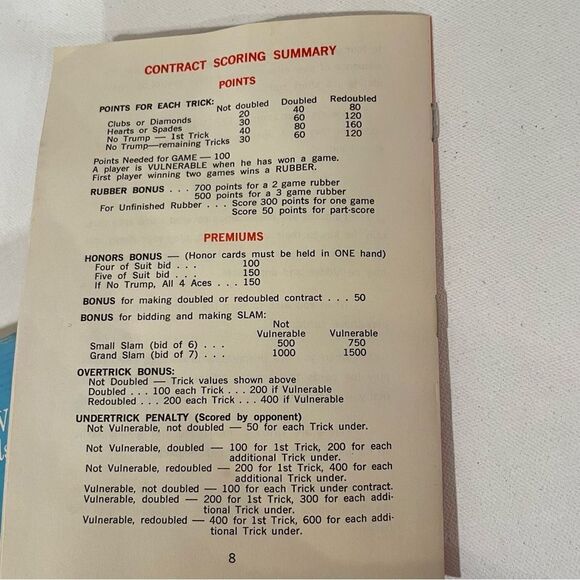 CONTRACT SCORING SUMMARY
POINTS
POINTS FOR EACH TRICK: Not doubled Doubled Redoubled
Clubs or Diamonds 20 40 80
Hearts or Spades 30 60 120
No Trump — 1st Trick 40 80 160
No Trump—remaining Tricks 30 60 120
Points Needed for GAME — 100
A player is VULNERABLE when he has won a game.
First player winning two games wins a RUBBER.
RUBBER BONUS . . . 700 points for a 2 game rubber
500 points for a 3 game rubber
For Unfinished Rubber . . . Score 300 points for one game
Score 50 points for part-score
PREMIUMS
HONORS BONUS — (Honor cards must be held in ONE hand)
Four of Suit bid . . . 100
Five of Suit bid . . . 150
If No Trump, All 4 Aces . . . 150
BONUS for making doubled or redoubled contract . . . 50
BONUS for bidding and making SLAM:
Not
Vulnerable Vulnerable
Small Slam (bid of 6) . . . 500 750
Grand Slam (bid of 7) . . . 1000 1500
OVERTRICK BONUS:
Not Doubled — Trick values shown above
Doubled . . . 100 each Trick . . . 200 if Vulnerable
Redoubled . . . 200 each Trick . . . 400 if Vulnerable
UNDERTRICK PENALTY (Scored by opponent)
Not Vulnerable, not doubled — 50 for each Trick under.
Not Vulnerable, doubled — 100 for 1st Trick, 200 for each
additional Trick under.
Not Vulnerable, redoubled — 200 for 1st Trick, 400 for each
additional Trick under.
Vulnerable, not doubled — 100 for each Trick under contract.
Vulnerable, doubled — 200 for 1st Trick, 300 for each addi-
tional Trick under.
Vulnerable, redoubled — 400 for 1st Trick, 600 for each addi-
tional Trick under.
8